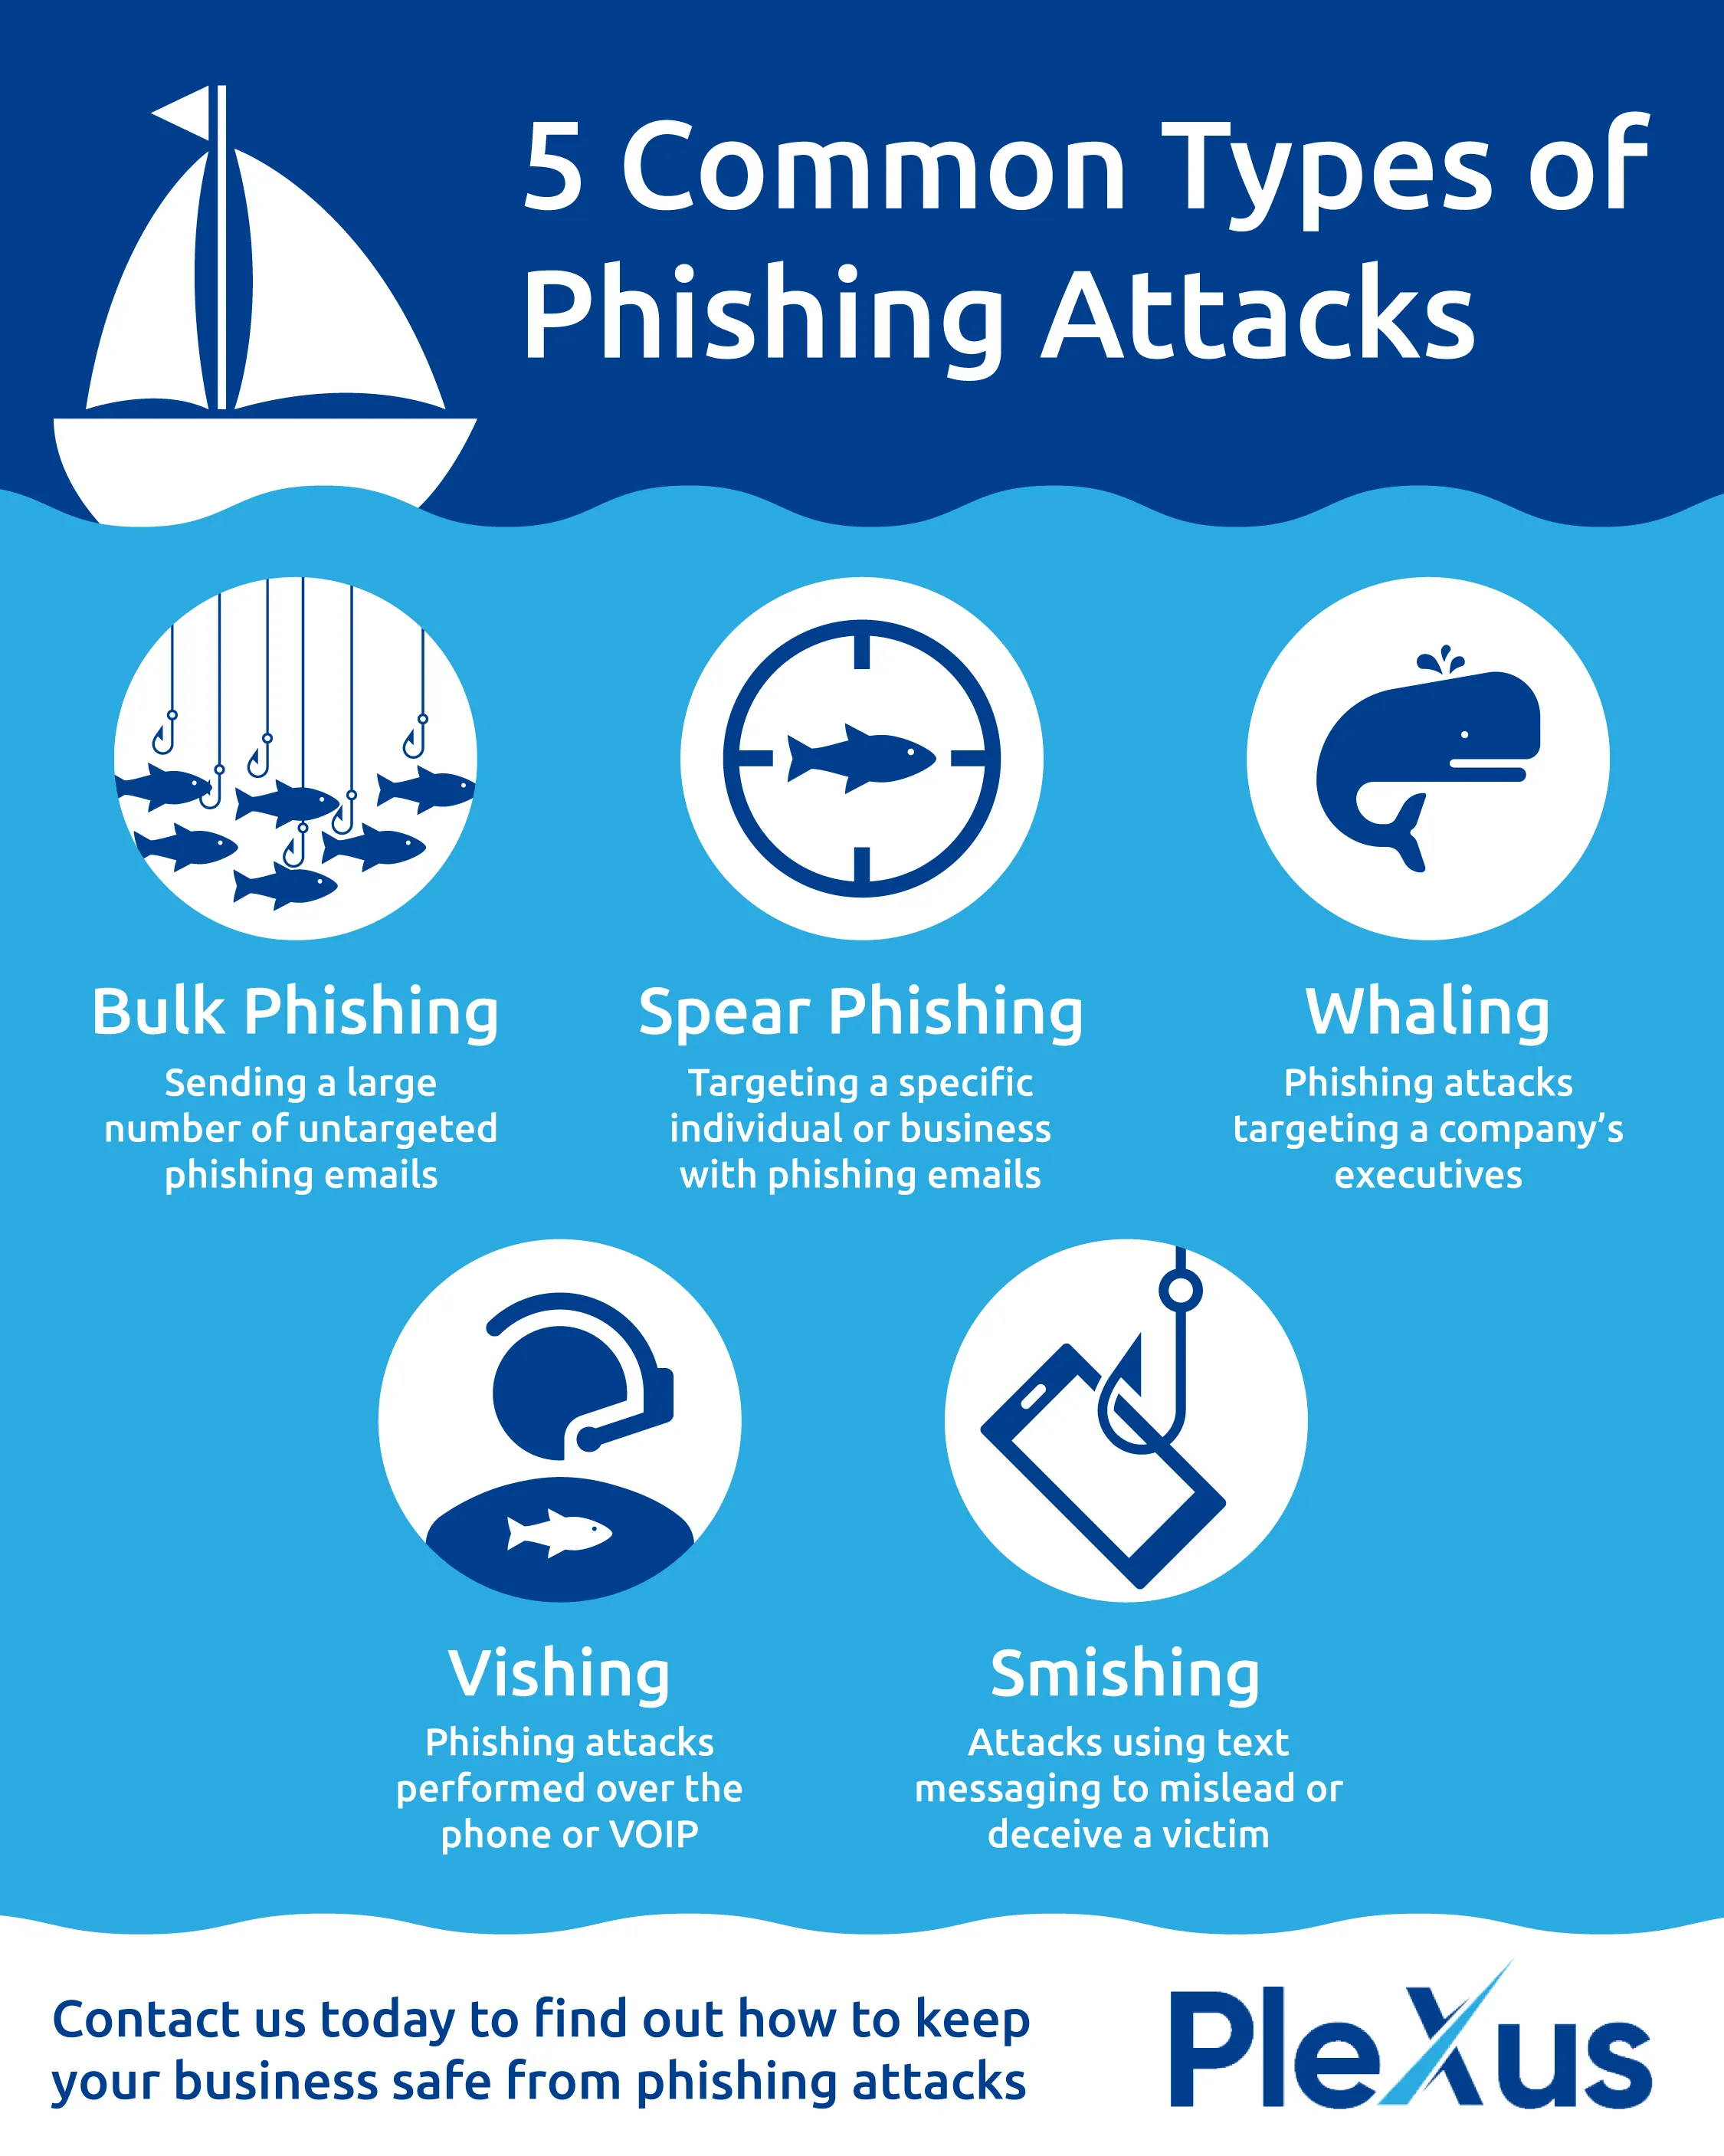 5 Common Types of
Phishing Attacks
Bulk Phishing
Sending a large
number of untargeted
phishing emails
Spear Phishing
Targeting a specific
individual or business
with phishing emails
Whaling
Phishing attacks
targeting a company’s
executives
Vishing
Phishing attacks
performed over the
phone or VOIP
Smishing
Attacks using text
messaging to mislead or
deceive a victim
Contact us today to find out how to keep
your business safe from phishing attacks
PleXus